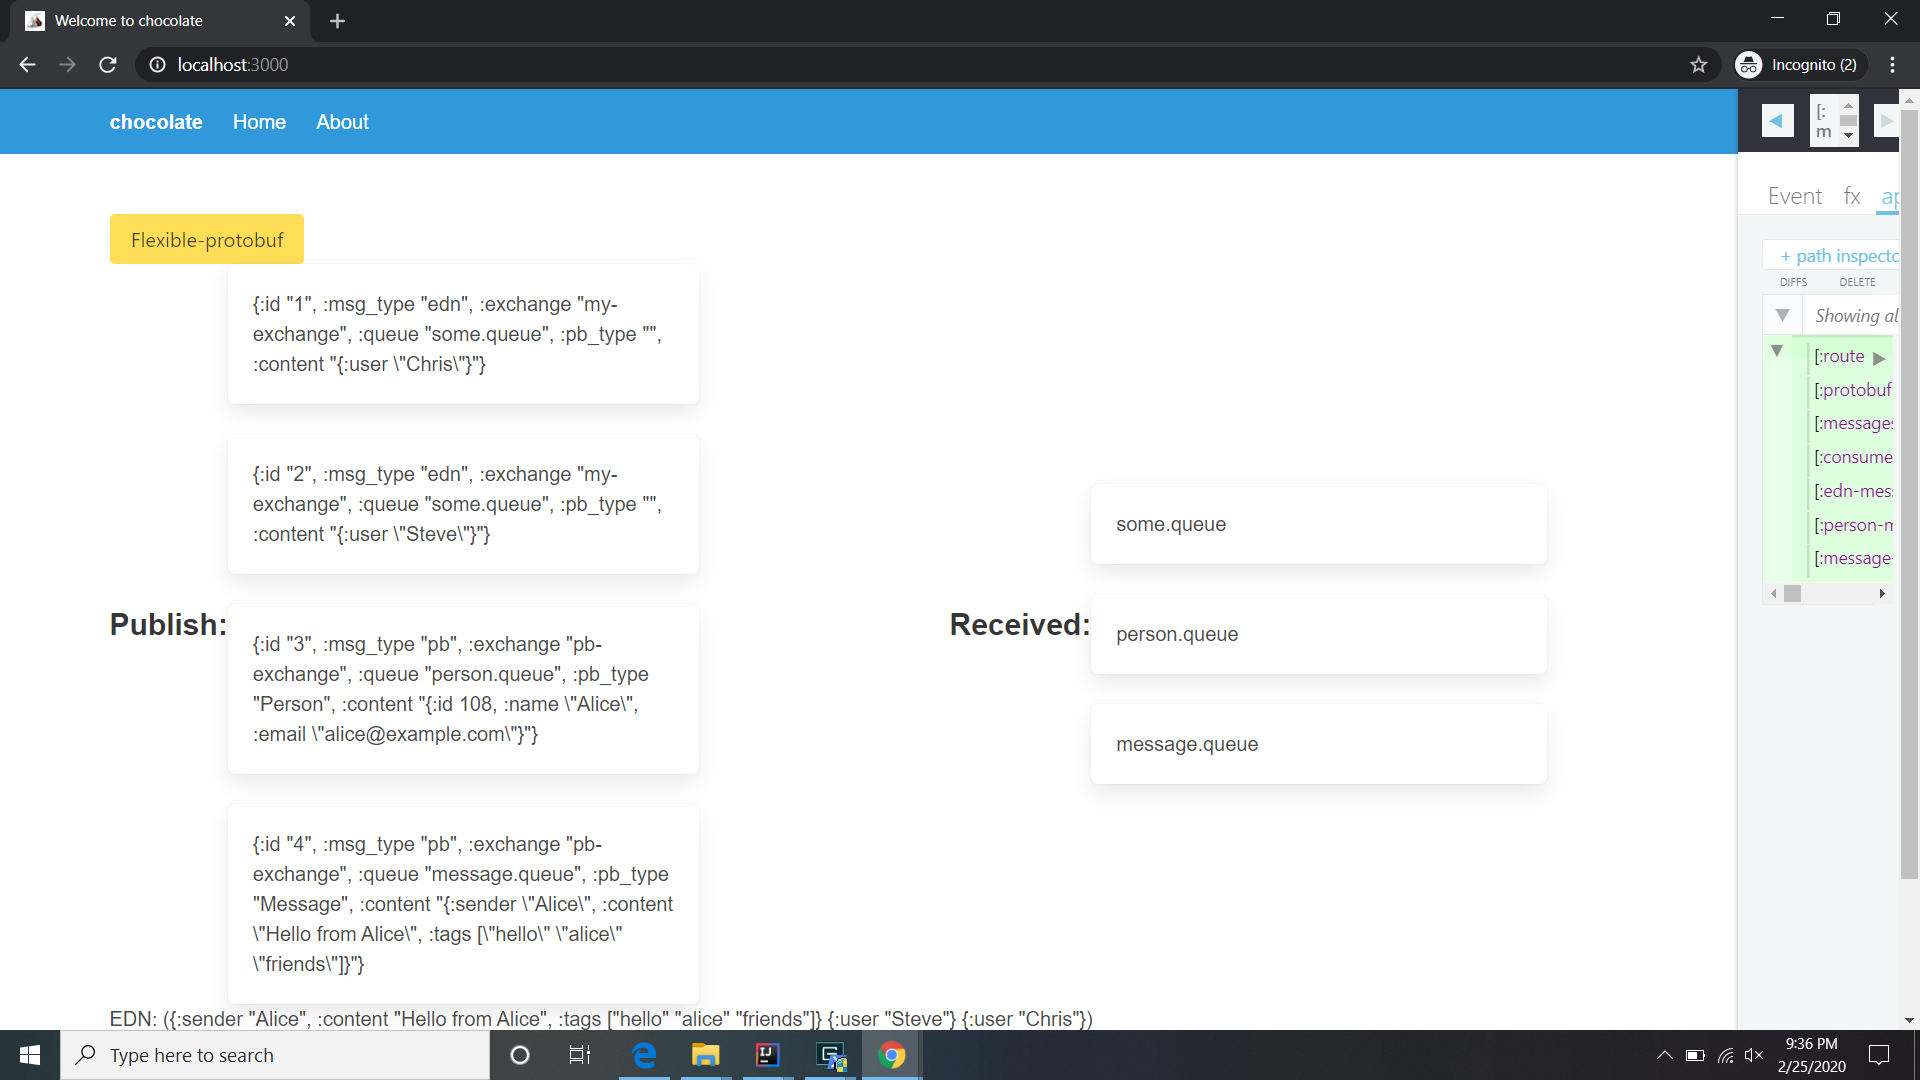 Welcome to chocolate
localhost:3000
Incognito (2)
chocolate Home About
[:
m
Event fx
+ path inspecto
DIFFS DELETE
Showing al
[:route
[:protobuf
[:messages
[:consume
[:edn-mes
[:person-m
[:message-
Flexible-protobuf
{:id "1", :msg_type "edn", :exchange "my-
exchange", :queue "some.queue", :pb_type "",
:content "{:user \"Chris\"}"}
{:id "2", :msg_type "edn", :exchange "my-
exchange", :queue "some.queue", :pb_type "",
:content "{:user \"Steve\"}"}
Publish:
{:id "3", :msg_type "pb", :exchange "pb-
exchange", :queue "person.queue", :pb_type
"Person", :content "{:id 108, :name \"Alice\",
:email \"alice@example.com\"}"}
{:id "4", :msg_type "pb", :exchange "pb-
exchange", :queue "message.queue", :pb_type
"Message", :content "{:sender \"Alice\", :content
\"Hello from Alice\", :tags [\"hello\" \"alice\"
\"friends\"]}"}
Received:
some.queue
person.queue
message.queue
EDN: ({:sender "Alice", :content "Hello from Alice", :tags ["hello" "alice" "friends"]} {:user "Steve"} {:user "Chris"})
Type here to search
9:36 PM
2/25/2020